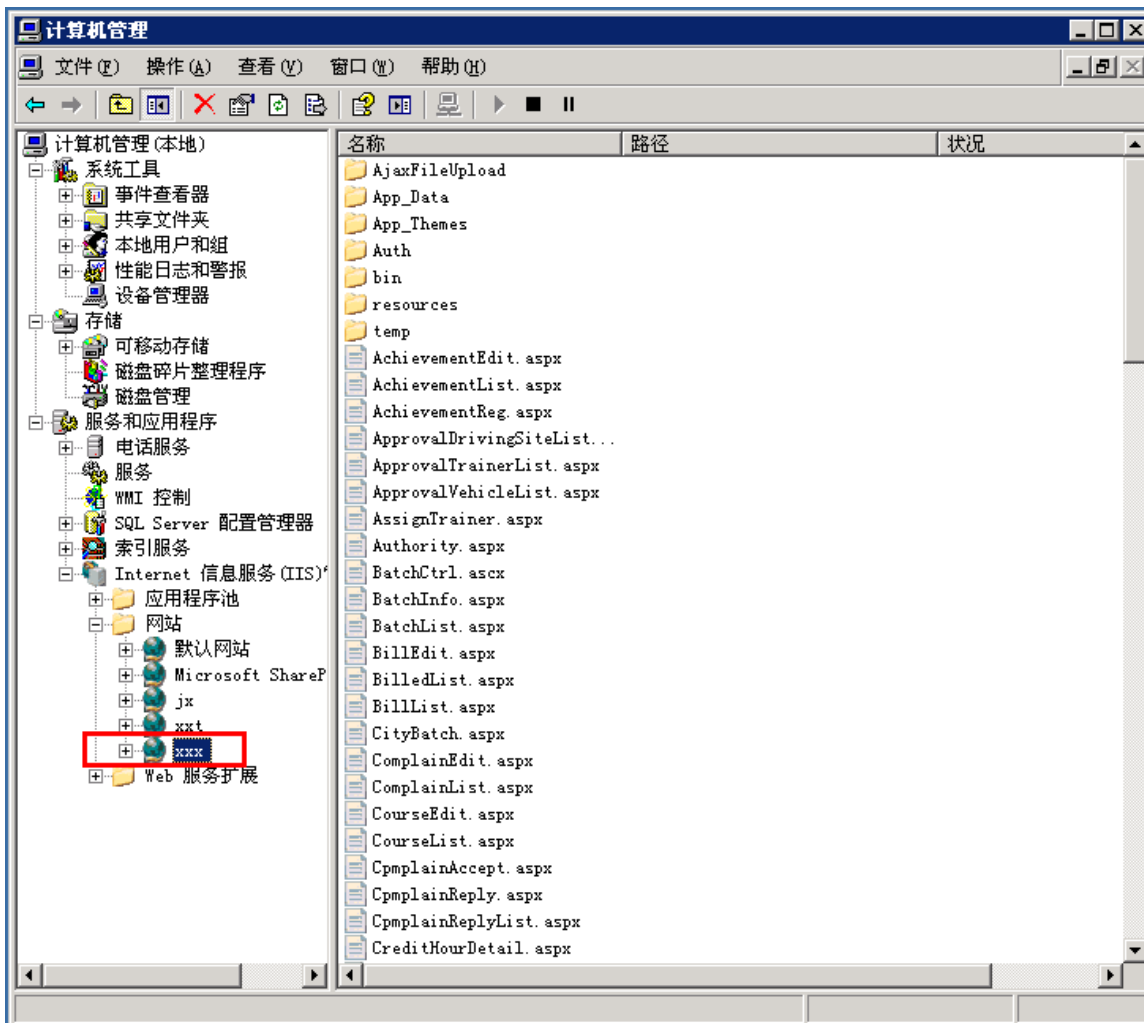 计算机管理
文件(F) 操作(A) 查看(V) 窗口(W) 帮助(H)
计算机管理(本地)
系统工具
事件查看器
共享文件夹
本地用户和组
性能日志和警报
设备管理器
存储
可移动存储
磁盘碎片整理程序
磁盘管理
服务和应用程序
电话服务
服务
WMI 控制
SQL Server 配置管理器
索引服务
Internet 信息服务(IIS)
应用程序池
网站
默认网站
Microsoft ShareP
jx
xxt
xxx
Web 服务扩展
名称 路径 状况
AjaxFileUpload
App_Data
App_Themes
Auth
bin
resources
temp
AchievementEdit.aspx
AchievementList.aspx
AchievementReg.aspx
ApprovalDrivingSiteList...
ApprovalTrainerList.aspx
ApprovalVehicleList.aspx
AssignTrainer.aspx
Authority.aspx
BatchCtrl.ascx
BatchInfo.aspx
BatchList.aspx
BillEdit.aspx
BilledList.aspx
BillList.aspx
CityBatch.aspx
ComplainEdit.aspx
ComplainList.aspx
CourseEdit.aspx
CourseList.aspx
CpmplainAccept.aspx
CpmplainReply.aspx
CpmplainReplyList.aspx
CreditHourDetail.aspx